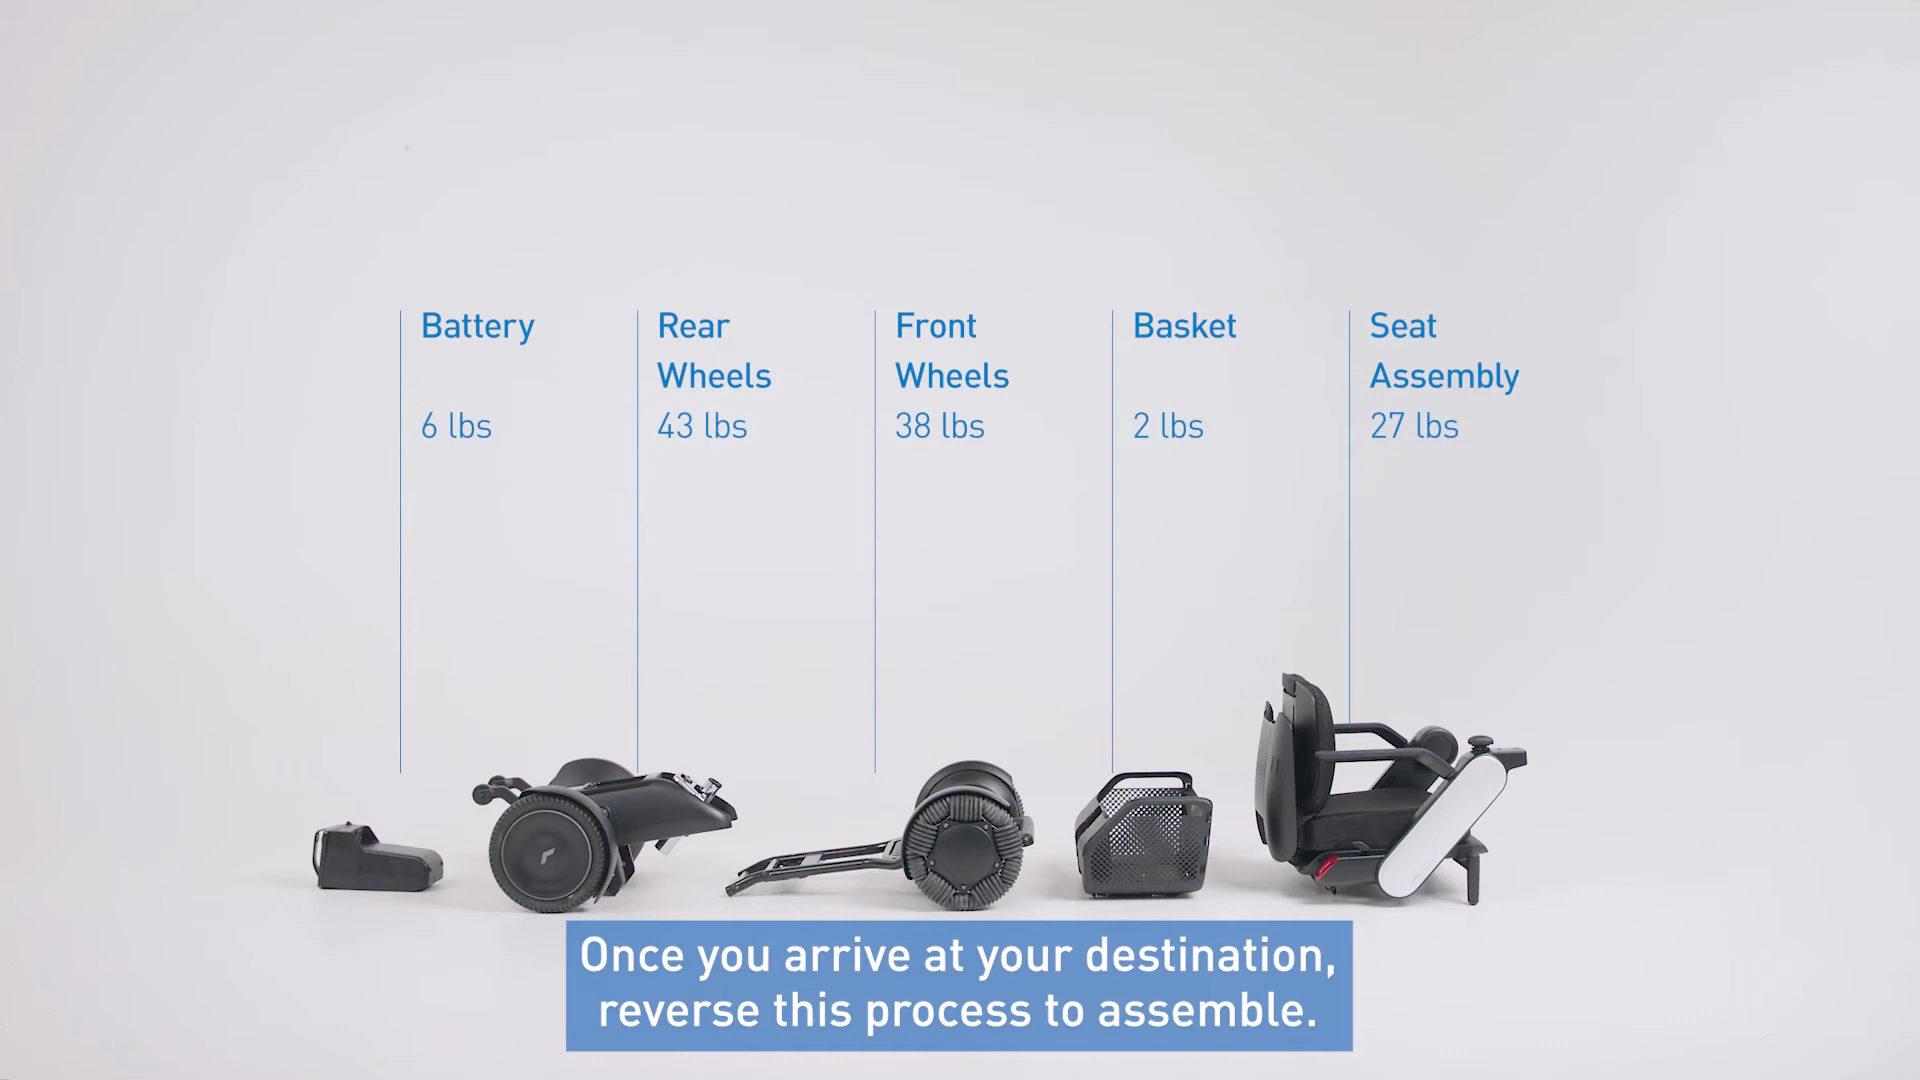 Battery
6 lbs
Rear
Wheels
43 lbs
Front
Wheels
38 lbs
Basket
2 lbs
Seat
Assembly
27 lbs
Once you arrive at your destination,
reverse this process to assemble.